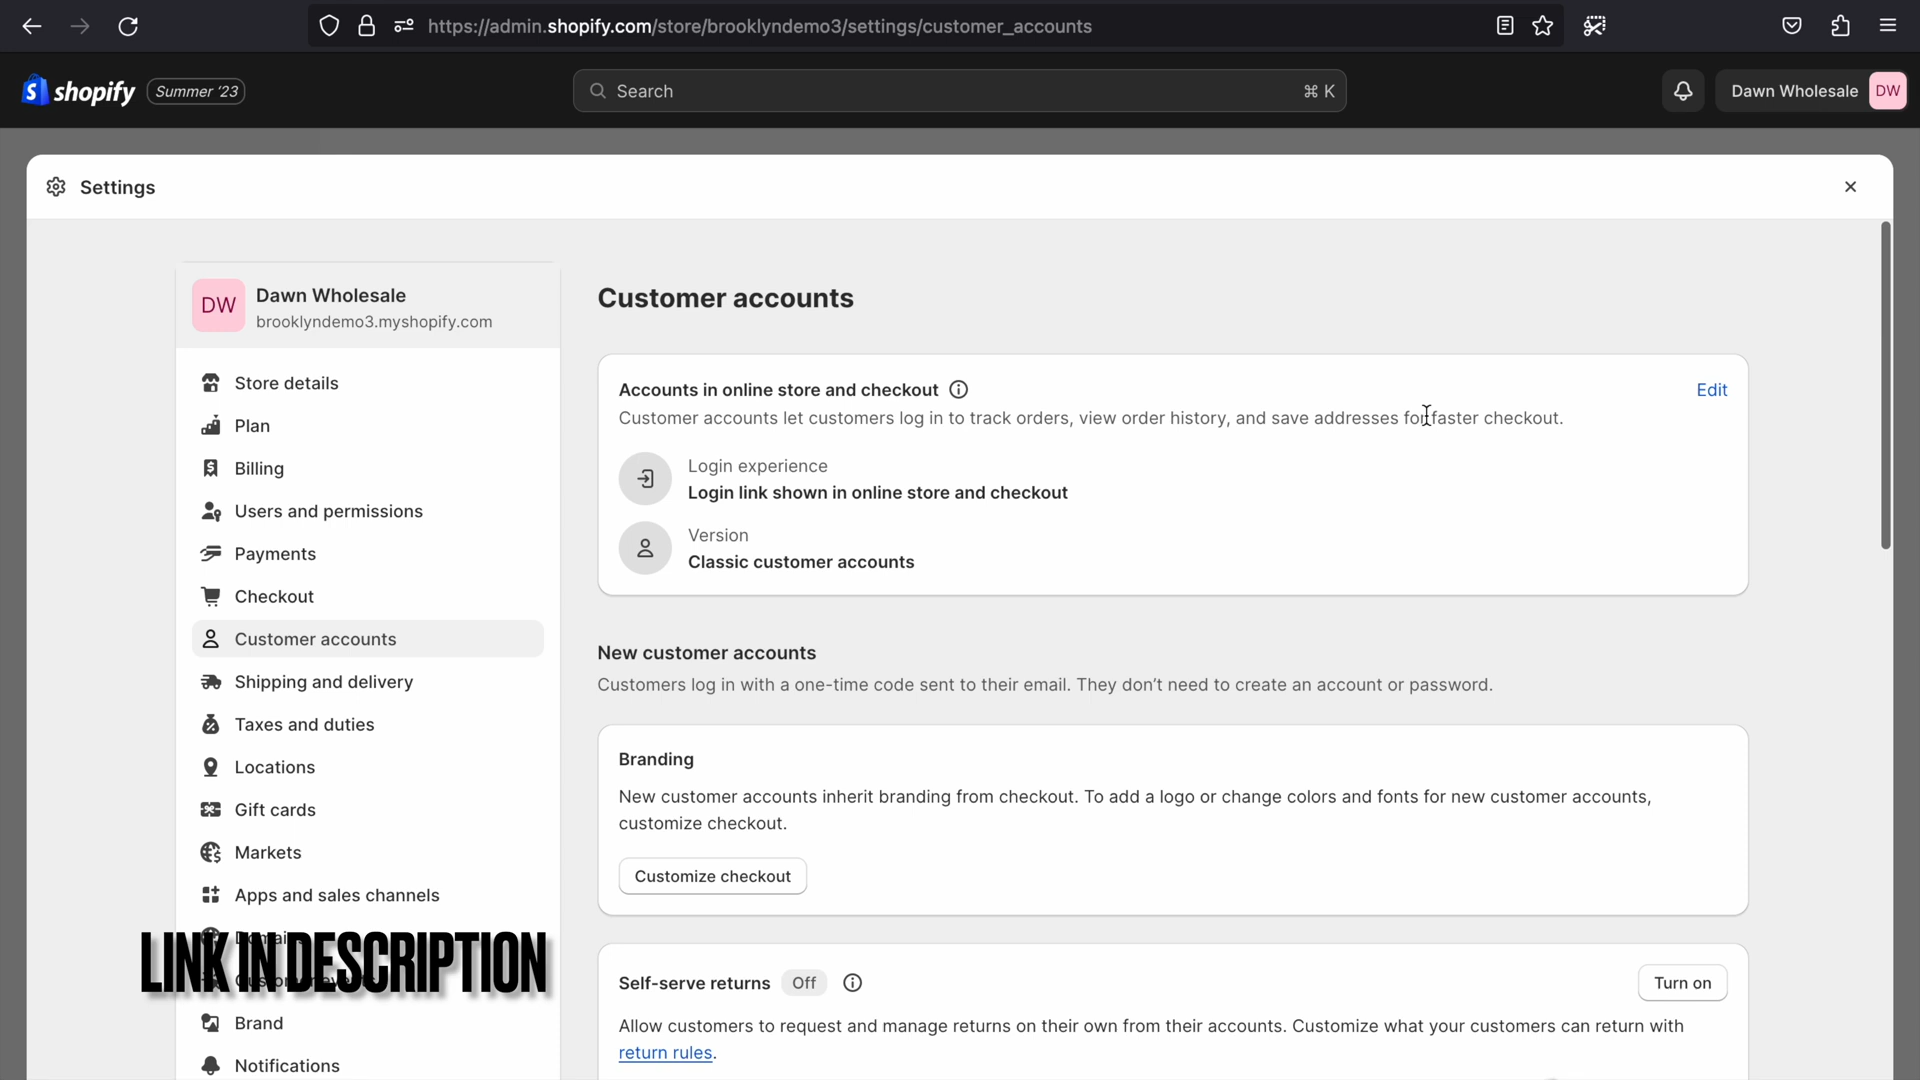 https://admin.shopify.com/store/brooklyndemo3/settings/customer_accounts
shopify
Summer '23
Search
⌘ K
Dawn Wholesale
DW
Settings
DW
Dawn Wholesale
brooklyndemo3.myshopify.com
Store details
Plan
Billing
Users and permissions
Payments
Checkout
Customer accounts
Shipping and delivery
Taxes and duties
Locations
Gift cards
Markets
Apps and sales channels
LINK IN DESCRIPTION
Brand
Notifications
Customer accounts
Accounts in online store and checkout
Edit
Customer accounts let customers log in to track orders, view order history, and save addresses for faster checkout.
Login experience
Login link shown in online store and checkout
Version
Classic customer accounts
New customer accounts
Customers log in with a one-time code sent to their email. They don't need to create an account or password.
Branding
New customer accounts inherit branding from checkout. To add a logo or change colors and fonts for new customer accounts,
customize checkout.
Customize checkout
Self-serve returns
Off
Turn on
Allow customers to request and manage returns on their own from their accounts. Customize what your customers can return with
return rules.